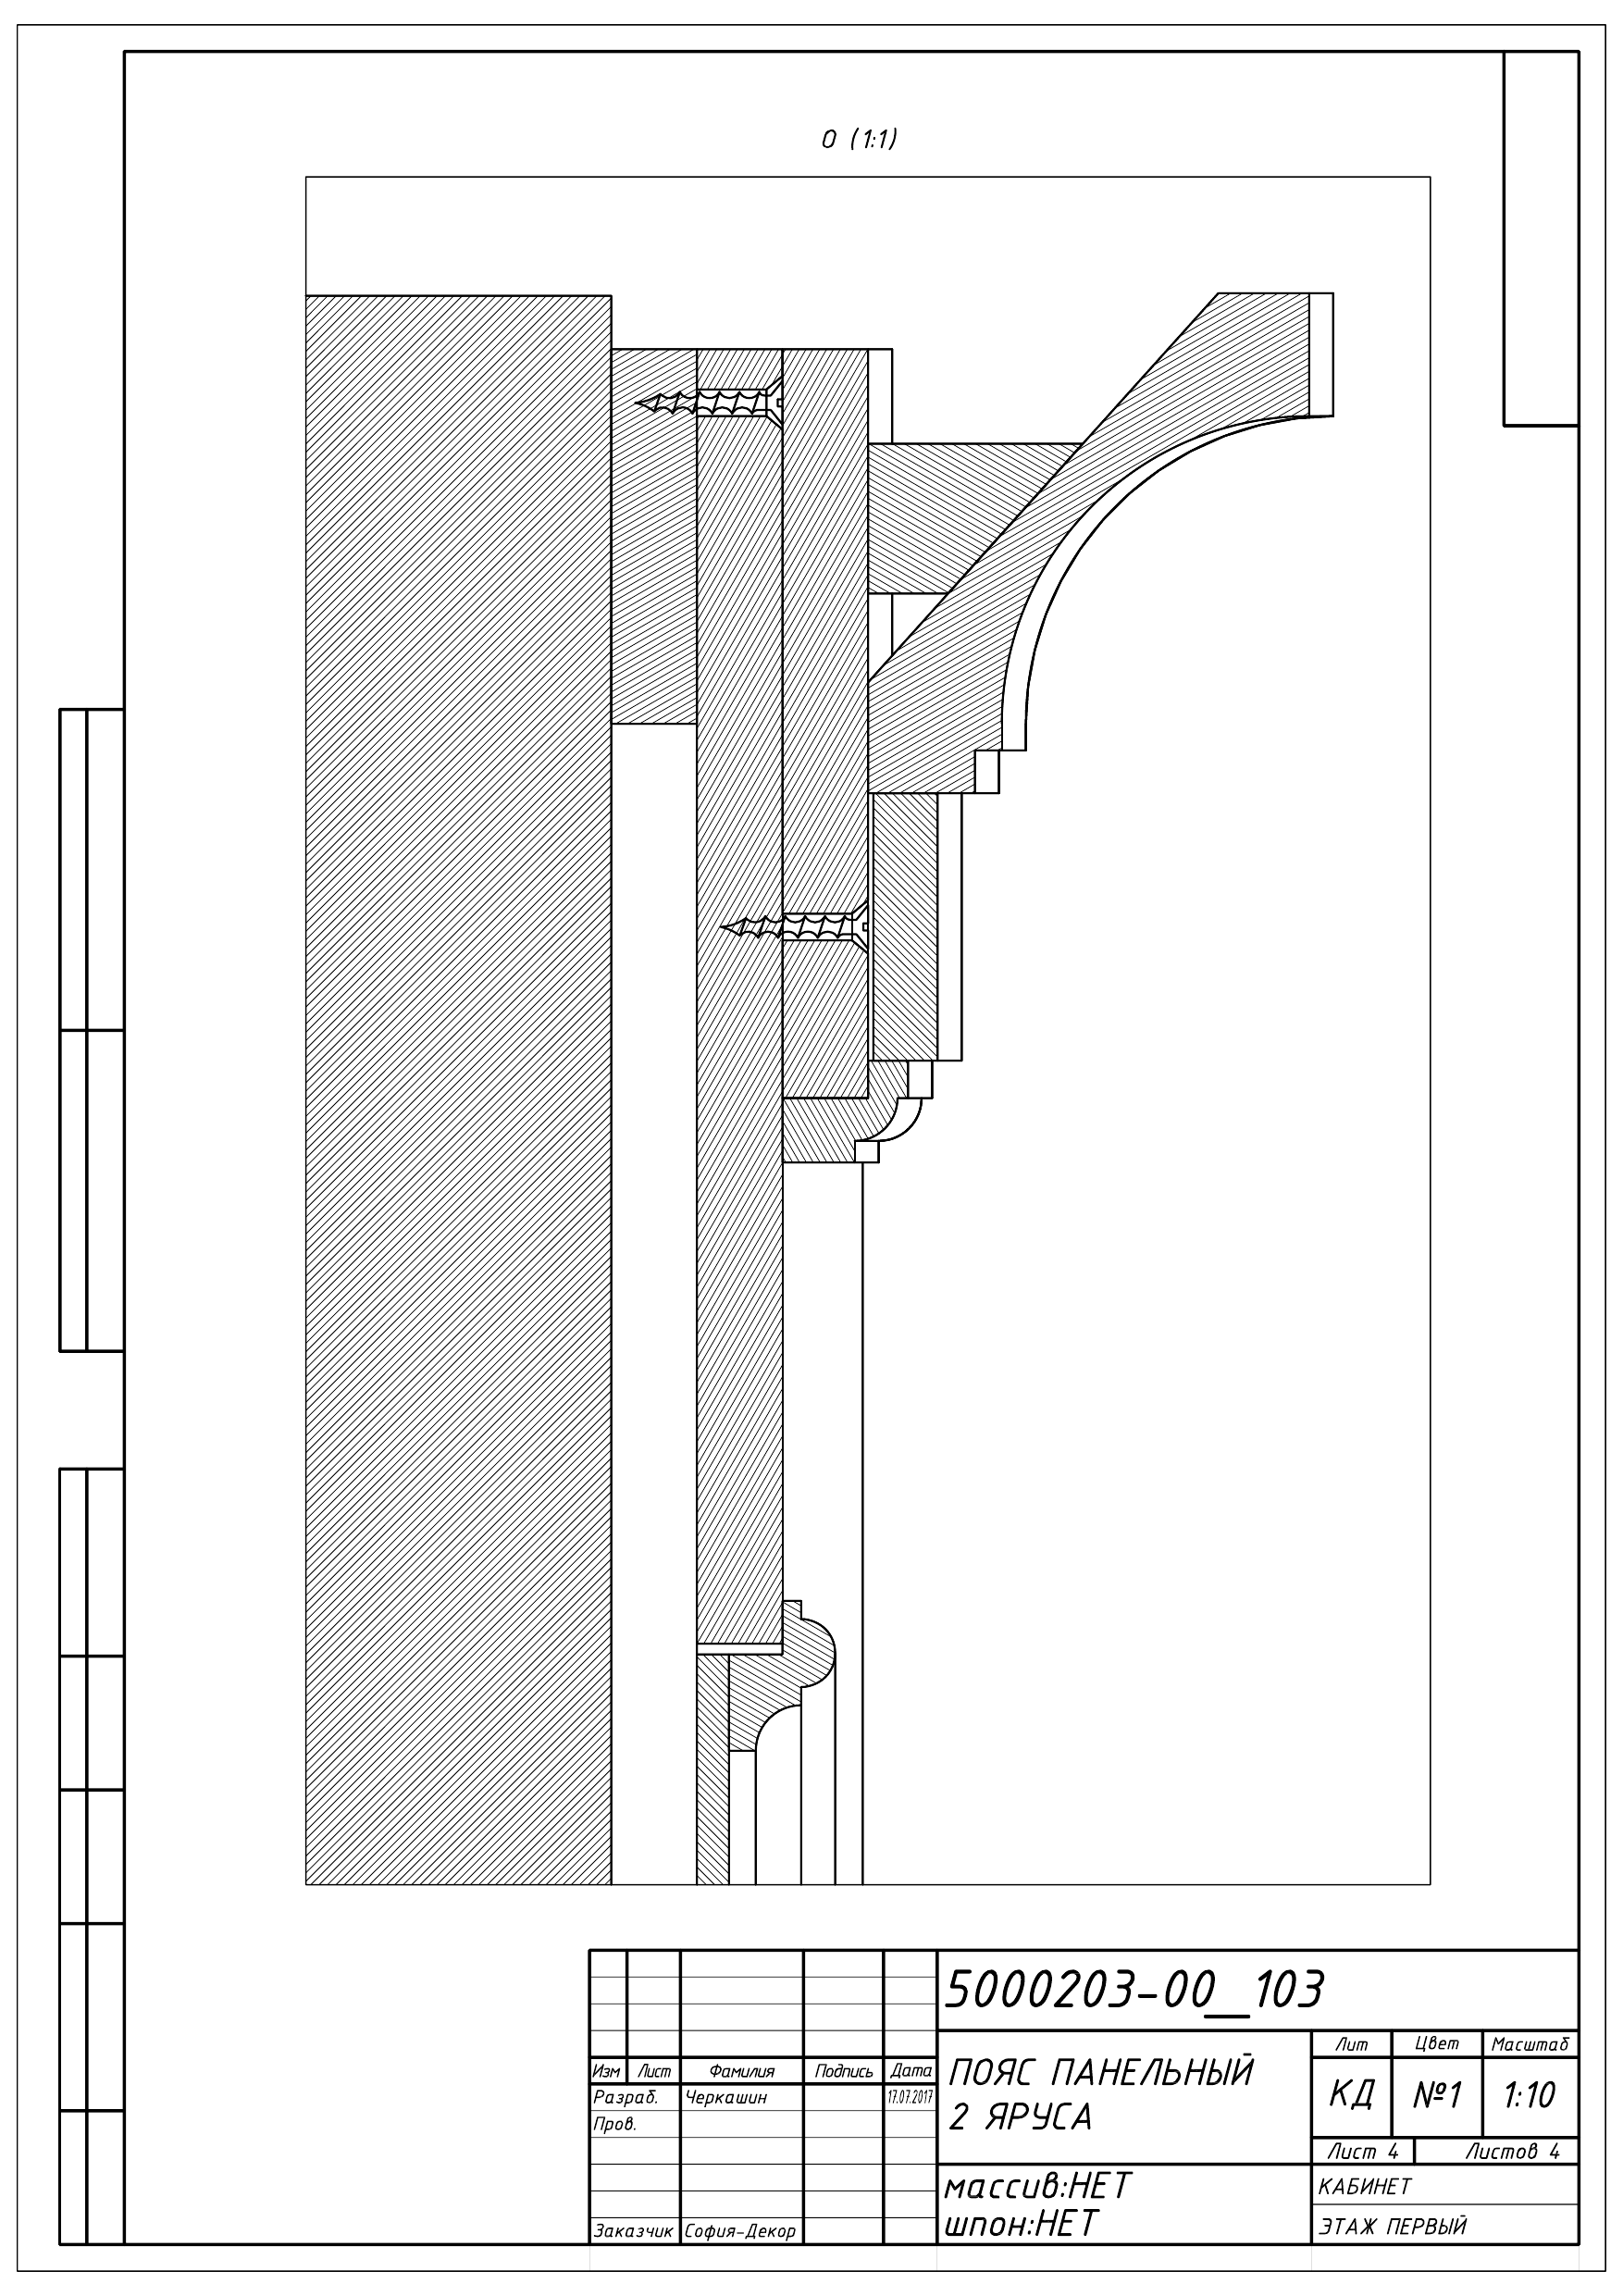 О (1:1)
5000203-00__103
Изм Лист Фамилия Подпись Дата
Разраб. Черкашин 17.07.2017
Пров.
Заказчик София-Декор
ПОЯС ПАНЕЛЬНЫЙ
2 ЯРУСА
Лит Цвет Масштаб
КД №1 1:10
Лист 4 Листов 4
массив:НЕТ
шпон:НЕТ
КАБИНЕТ
ЭТАЖ ПЕРВЫЙ